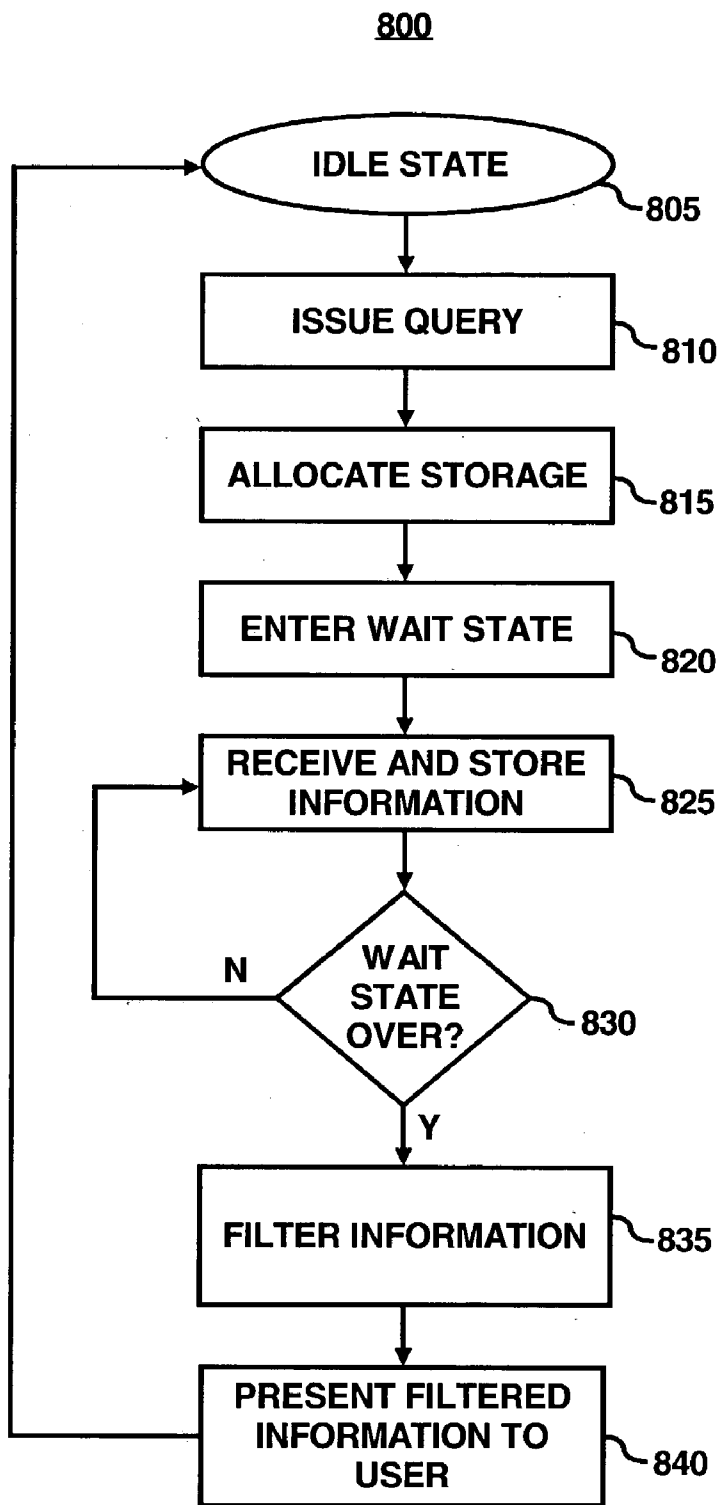 800
IDLE STATE
805
ISSUE QUERY
810
ALLOCATE STORAGE
815
ENTER WAIT STATE
820
RECEIVE AND STORE
INFORMATION
825
N
WAIT
STATE
OVER?
830
Y
FILTER INFORMATION
835
PRESENT FILTERED
INFORMATION TO
USER
840